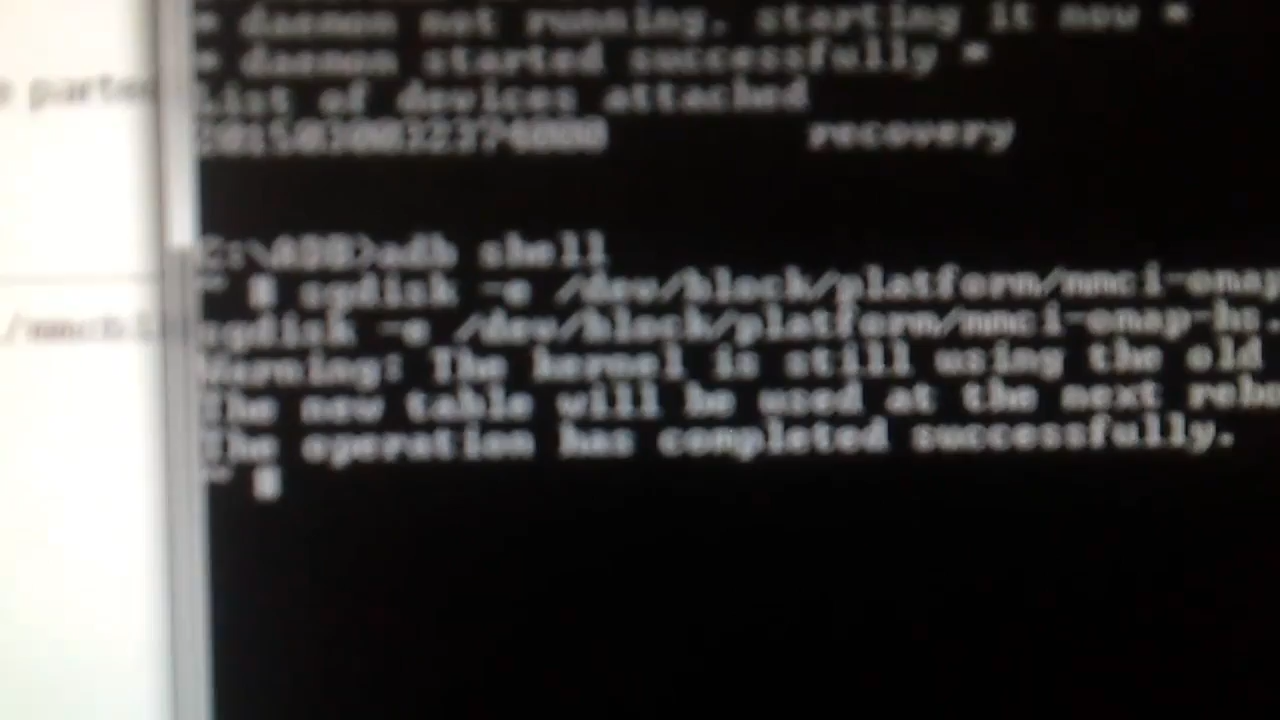 * daemon not running. starting it now *
* daemon started successfully *
List of devices attached
recovery
C:\ADB>adb shell
~ # sgdisk -e /dev/block/platform/mmci-omap
sgdisk -e /dev/block/platform/mmci-omap-hs.
Warning: The kernel is still using the old
The new table will be used at the next rebo
The operation has completed successfully.
~ #